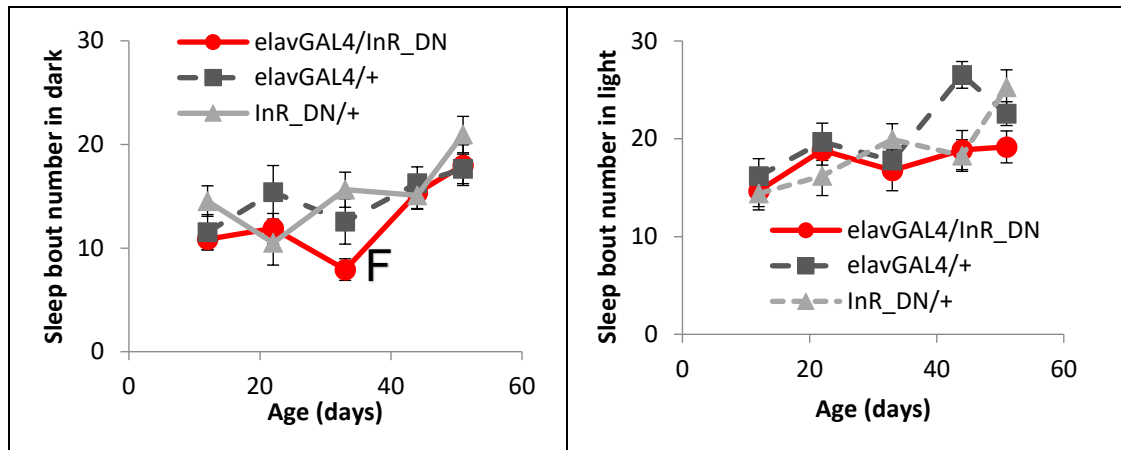 Sleep bout number in dark
30
20
10
0
0
20
40
60
Age (days)
elavGAL4/InR_DN
elavGAL4/+
InR_DN/+
F
Sleep bout number in light
30
20
10
0
0
20
40
60
Age (days)
elavGAL4/InR_DN
elavGAL4/+
InR_DN/+